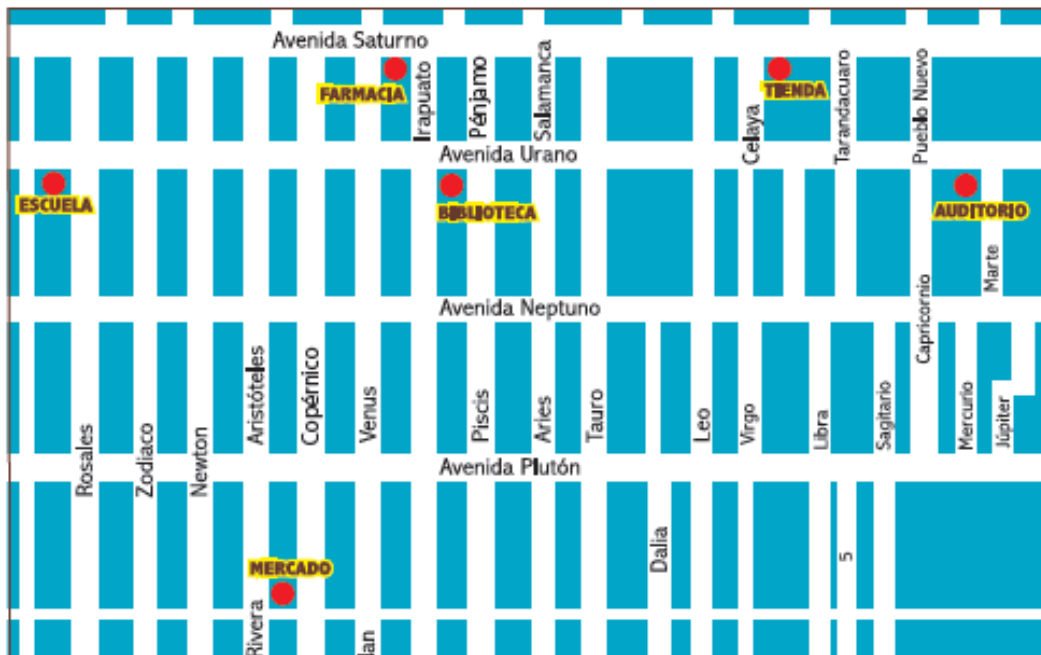 Avenida Saturno
FARMACIA
Irapuato
Pénjamo
Salamanca
Celaya
TIENDA
Tarandacuaro
Pueblo Nuevo
Avenida Urano
ESCUELA
BIBLIOTECA
AUDITORIO
Marte
Avenida Neptuno
Capricornio
Aristóteles
Copérnico
Venus
Piscis
Aries
Tauro
Leo
Virgo
Libra
Sagitario
Mercurio
Júpiter
Rosales
Zodiaco
Newton
Avenida Plutón
Dalia
5
MERCADO
Rivera